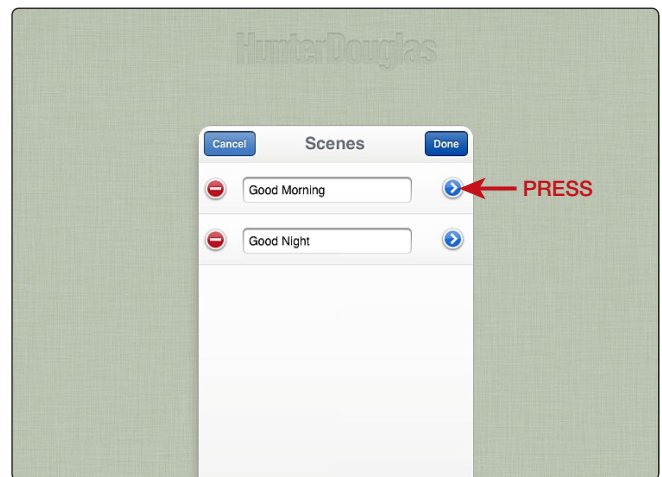 HunterDouglas
Cancel Scenes Done
Good Morning PRESS
Good Night